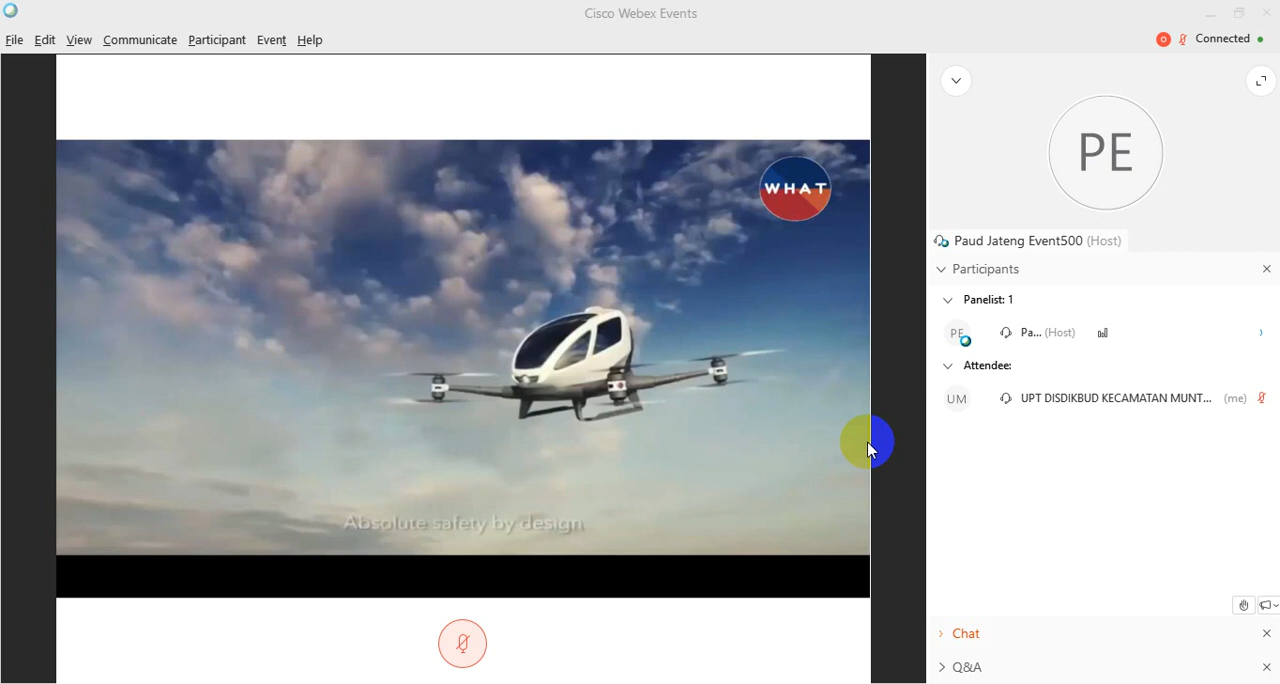 Cisco Webex Events
File Edit View Communicate Participant Event Help
Connected
WHAT
PE
Paud Jateng Event500 (Host)
Participants
Panelist: 1
PE Pa... (Host)
Attendee:
UM UPT DISDIKBUD KECAMATAN MUNT... (me)
Absolute safety by design
Chat
Q&A